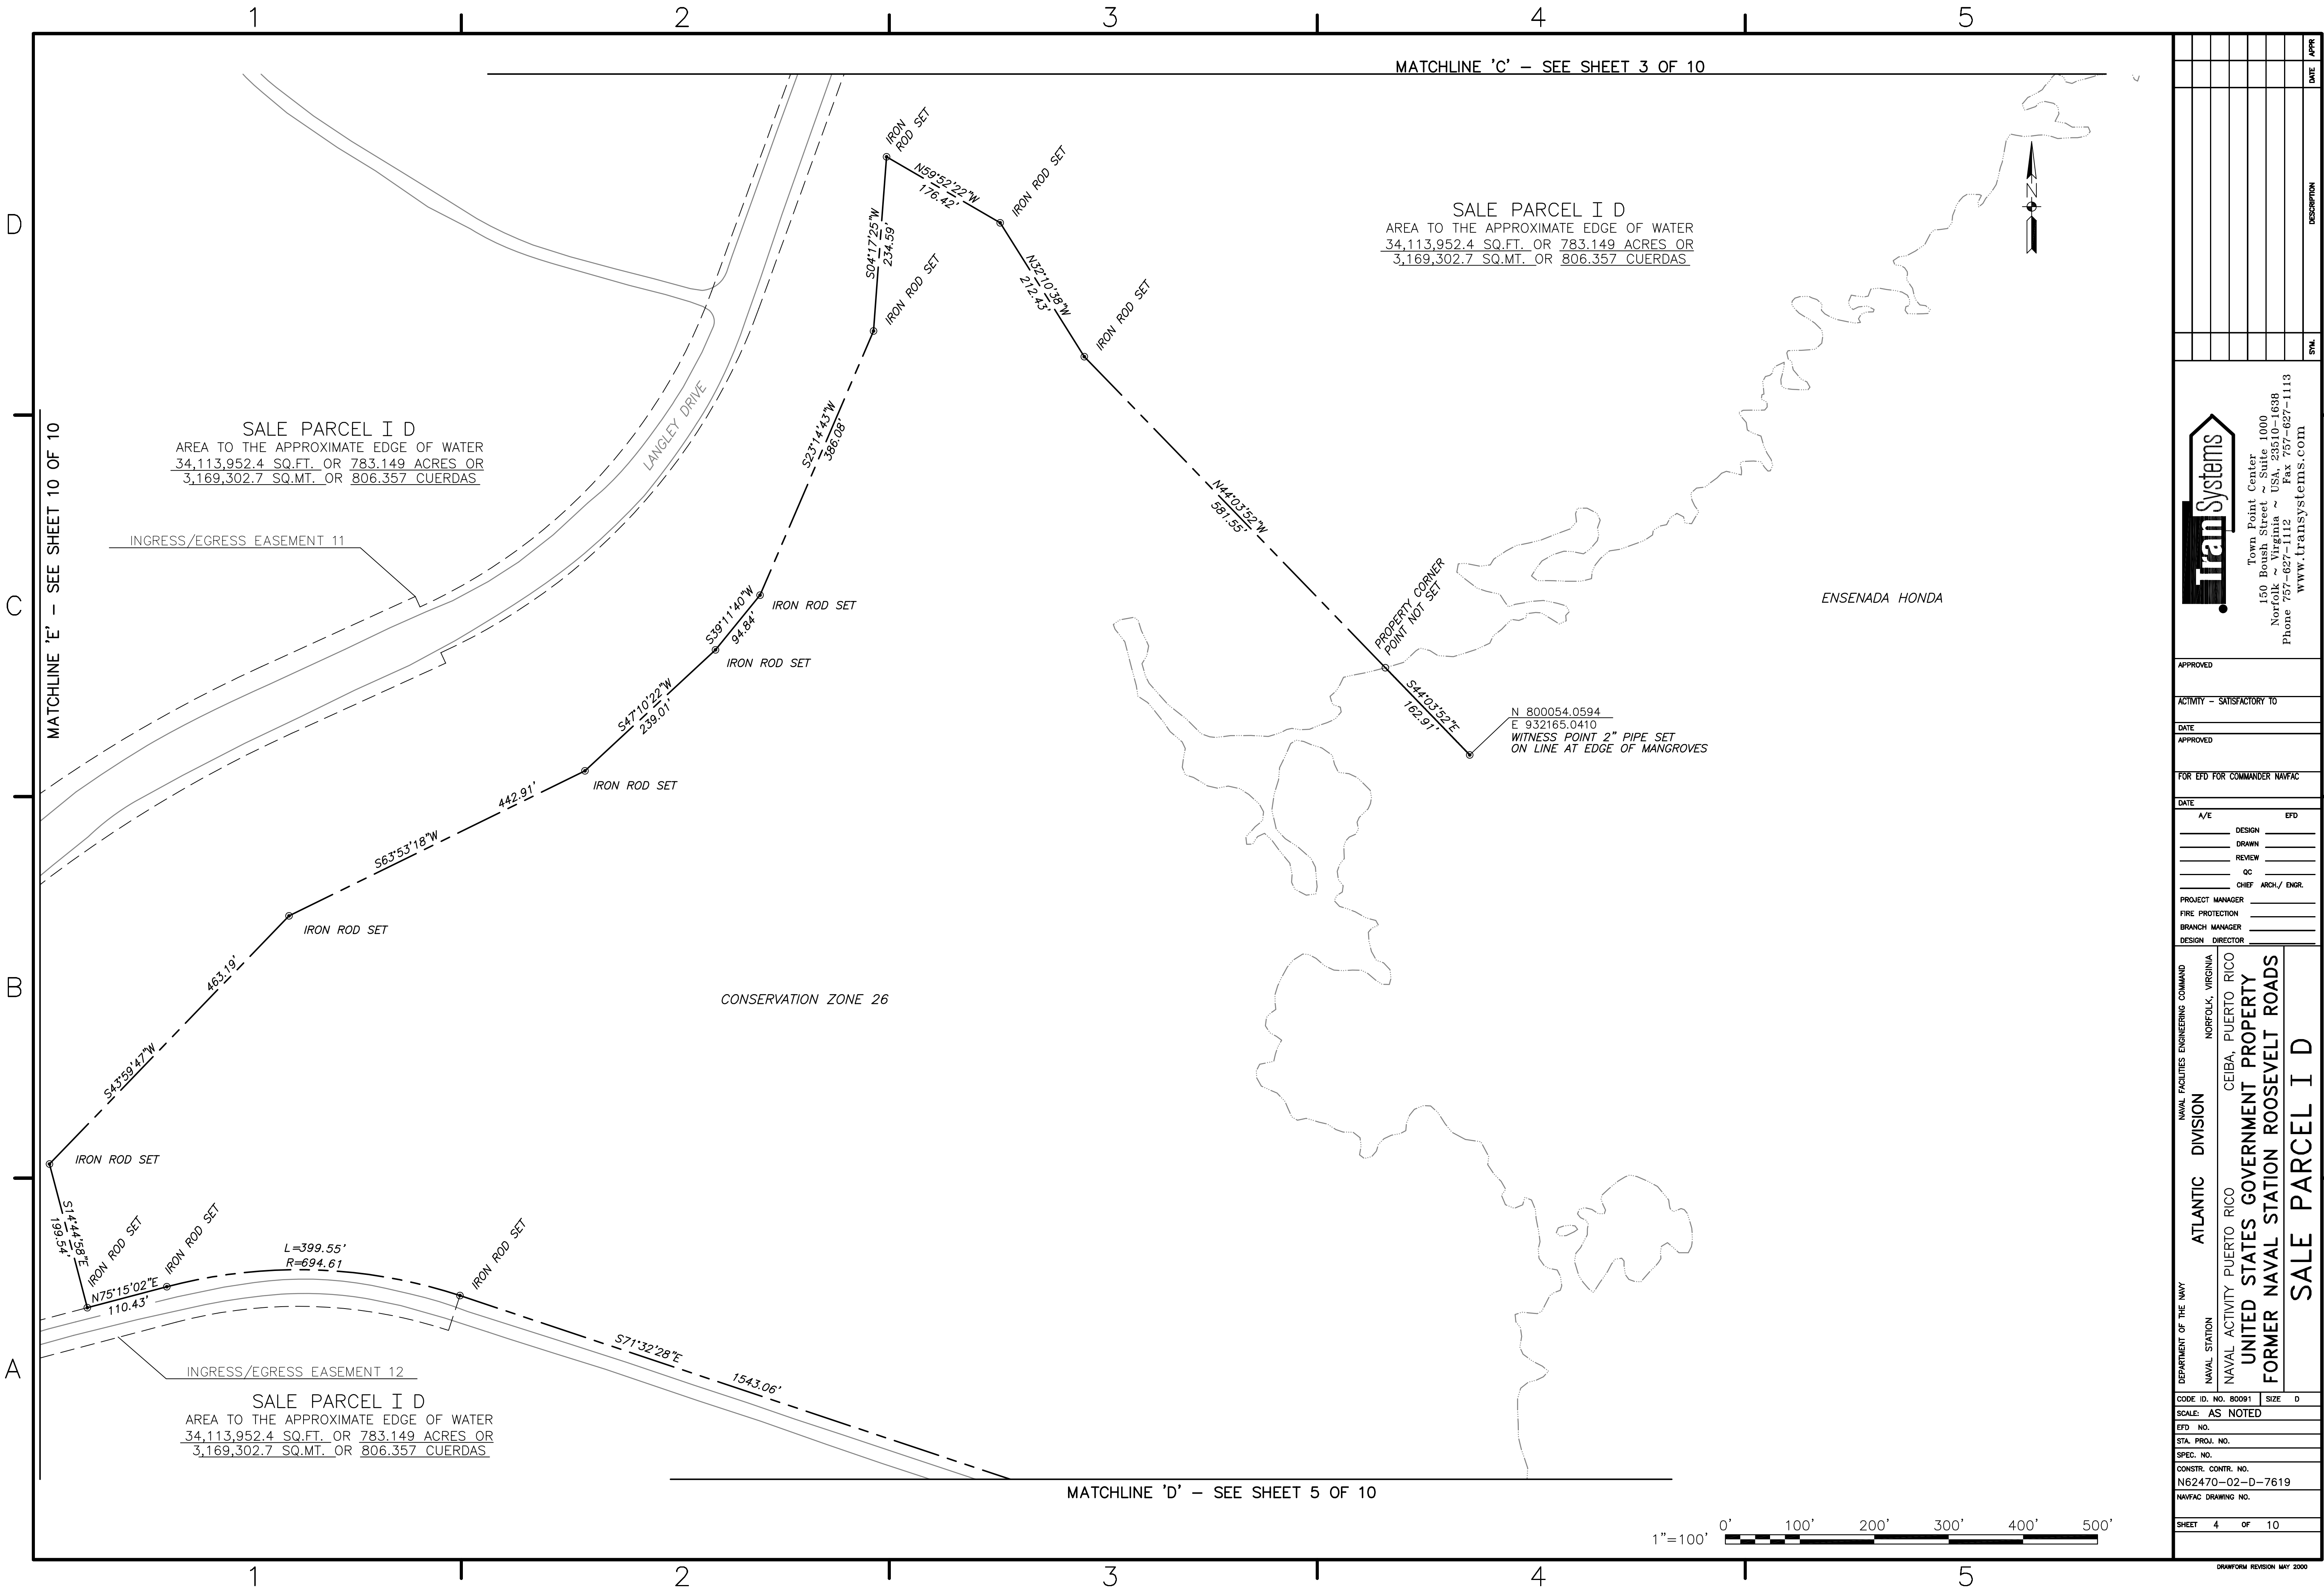 1 2 3 4 5
MATCHLINE 'C' – SEE SHEET 3 OF 10
D
IRON
ROD SET
N59°52'22"W
176.42'
IRON ROD SET
S04°17'25"W
234.59'
IRON ROD SET
N32°10'38"W
212.43'
IRON ROD SET
SALE PARCEL I D
AREA TO THE APPROXIMATE EDGE OF WATER
34,113,952.4 SQ.FT. OR 783.149 ACRES OR
3,169,302.7 SQ.MT. OR 806.357 CUERDAS
N
LANGLEY DRIVE
S23°14'43"W
386.08'
SALE PARCEL I D
AREA TO THE APPROXIMATE EDGE OF WATER
34,113,952.4 SQ.FT. OR 783.149 ACRES OR
3,169,302.7 SQ.MT. OR 806.357 CUERDAS
MATCHLINE 'E' – SEE SHEET 10 OF 10
INGRESS/EGRESS EASEMENT 11
N44°03'52"W
581.55'
C
ENSENADA HONDA
S39°11'40"W
94.84'
IRON ROD SET
IRON ROD SET
PROPERTY CORNER
POINT NOT SET
S47°10'22"W
239.01'
IRON ROD SET
S44°03'52"E
162.91'
N 800054.0594
E 932165.0410
WITNESS POINT 2" PIPE SET
ON LINE AT EDGE OF MANGROVES
442.91'
S63°53'18"W
IRON ROD SET
463.19'
S43°59'47"W
B
CONSERVATION ZONE 26
IRON ROD SET
S14°44'58"E
199.54'
IRON ROD SET
IRON ROD SET
N75°15'02"E
110.43'
L=399.55'
R=694.61
IRON ROD SET
S71°32'28"E
1543.06'
A
INGRESS/EGRESS EASEMENT 12
SALE PARCEL I D
AREA TO THE APPROXIMATE EDGE OF WATER
34,113,952.4 SQ.FT. OR 783.149 ACRES OR
3,169,302.7 SQ.MT. OR 806.357 CUERDAS
MATCHLINE 'D' – SEE SHEET 5 OF 10
1"=100'
0' 100' 200' 300' 400' 500'
1 2 3 4 5
APPR
DATE
DESCRIPTION
SYM.
TranSystems
Town Point Center
150 Boush Street ~ Suite 1000
Norfolk ~ Virginia ~ USA, 23510-1638
Phone 757-627-1112 Fax 757-627-1113
www.transystems.com
APPROVED
ACTIVITY – SATISFACTORY TO
DATE
APPROVED
FOR EFD FOR COMMANDER NAVFAC
DATE
A/E EFD
DESIGN
DRAWN
REVIEW
QC
CHIEF ARCH./ ENGR.
PROJECT MANAGER
FIRE PROTECTION
BRANCH MANAGER
DESIGN DIRECTOR
DEPARTMENT OF THE NAVY NAVAL FACILITIES ENGINEERING COMMAND
ATLANTIC DIVISION
NAVAL STATION NORFOLK, VIRGINIA
NAVAL ACTIVITY PUERTO RICO CEIBA, PUERTO RICO
UNITED STATES GOVERNMENT PROPERTY
FORMER NAVAL STATION ROOSEVELT ROADS
SALE PARCEL I D
CODE ID. NO. 80091 SIZE D
SCALE: AS NOTED
EFD NO.
STA. PROJ. NO.
SPEC. NO.
CONSTR. CONTR. NO.
N62470-02-D-7619
NAVFAC DRAWING NO.
SHEET 4 OF 10
DRAWFORM REVISION MAY 2000